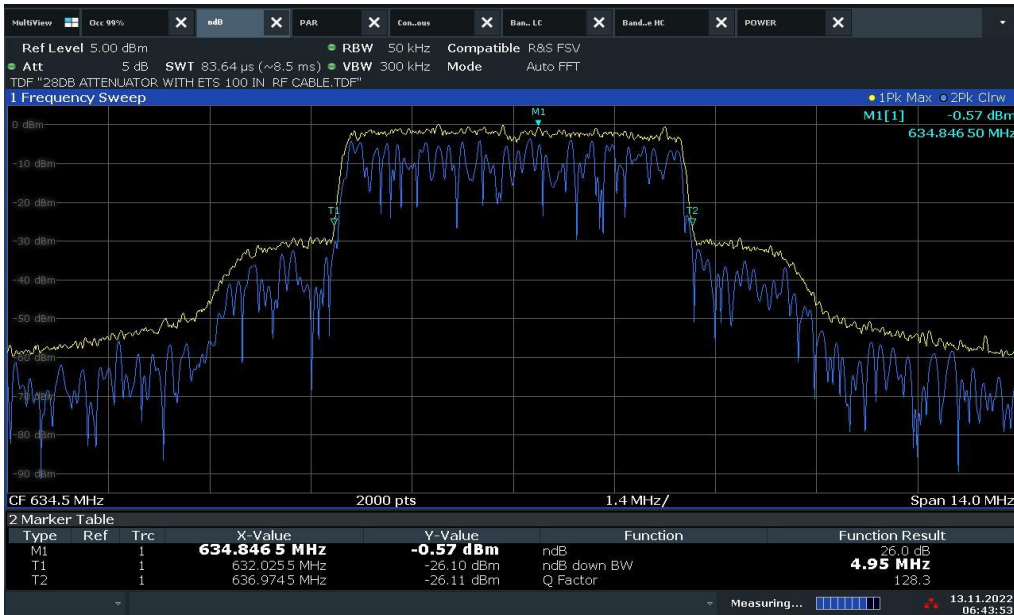 MultiView Occ 99% ndB PAR Con..ous Ban.. LC Band..e HC POWER
Ref Level 5.00 dBm RBW 50 kHz Compatible R&S FSV
Att 5 dB SWT 83.64 µs (~8.5 ms) VBW 300 kHz Mode Auto FFT
TDF "28DB ATTENUATOR WITH ETS 100 IN RF CABLE.TDF"
1 Frequency Sweep 1Pk Max 2Pk Clrw
M1 M1[1] -0.57 dBm
634.846 50 MHz
0 dBm
-10 dBm
-20 dBm
T1 T2
-30 dBm
-40 dBm
-50 dBm
-60 dBm
-70 dBm
-80 dBm
-90 dBm
CF 634.5 MHz 2000 pts 1.4 MHz/ Span 14.0 MHz
2 Marker Table
Type Ref Trc X-Value Y-Value Function Function Result
M1 1 634.846 5 MHz -0.57 dBm ndB 26.0 dB
T1 1 632.025 5 MHz -26.10 dBm ndB down BW 4.95 MHz
T2 1 636.974 5 MHz -26.11 dBm Q Factor 128.3
Measuring... 13.11.2022
06:43:53